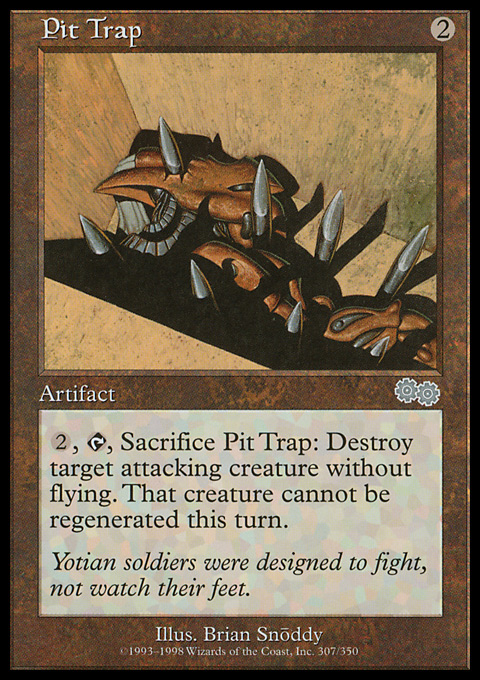 Pit Trap 2
Artifact
2, , Sacrifice Pit Trap: Destroy
target attacking creature without
flying. That creature cannot be
regenerated this turn.
Yotian soldiers were designed to fight,
not watch their feet.
Illus. Brian Snōddy
©1993–1998 Wizards of the Coast, Inc. 307/350